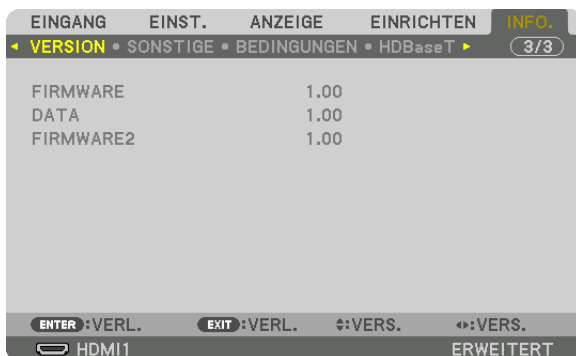 EINGANG EINST. ANZEIGE EINRICHTEN INFO.
VERSION • SONSTIGE • BEDINGUNGEN • HDBaseT 3/3
FIRMWARE 1.00
DATA 1.00
FIRMWARE2 1.00
ENTER :VERL. EXIT :VERL. :VERS. :VERS.
HDMI1 ERWEITERT